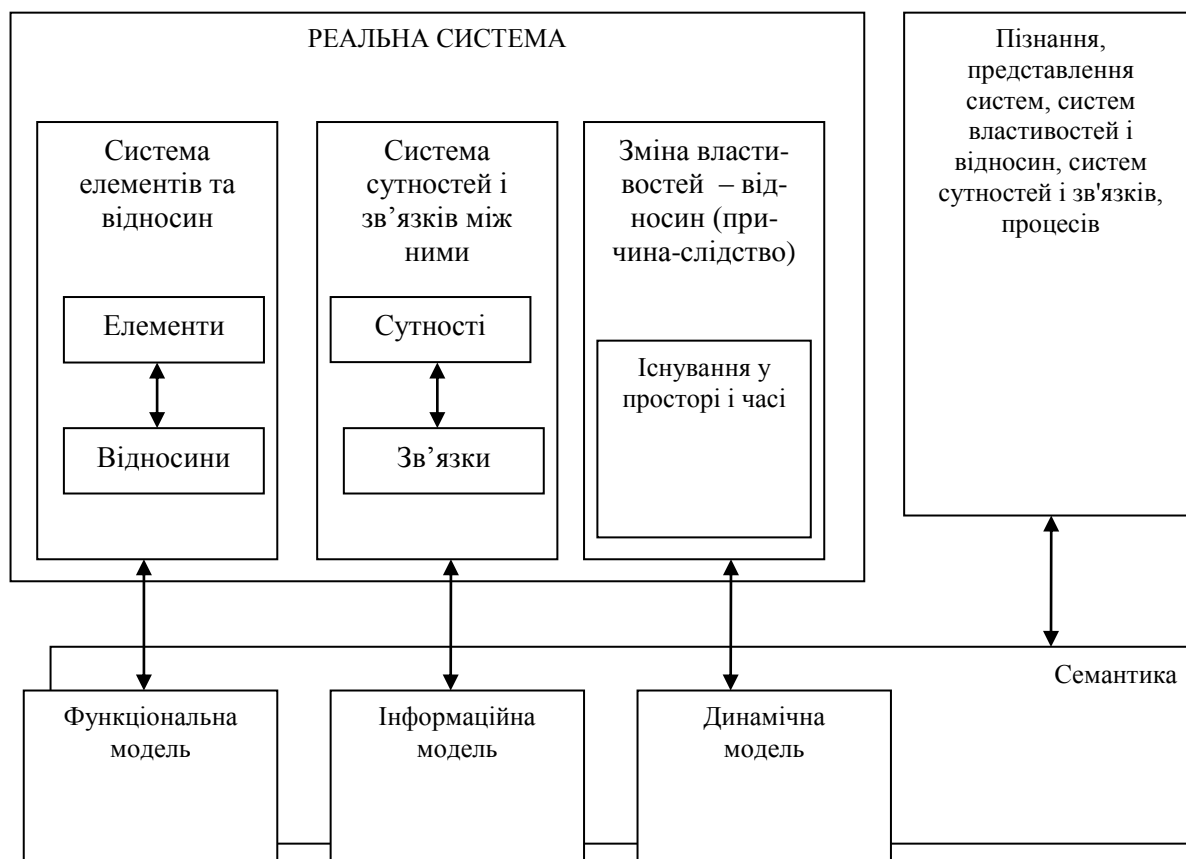 РЕАЛЬНА СИСТЕМА
Система
елементів та
відносин
Елементи
Відносини
Система
сутностей і
зв’язків між
ними
Сутності
Зв’язки
Зміна власти-
востей – від-
носин (при-
чина-слідство)
Існування у
просторі і часі
Пізнання,
представлення
систем, систем
властивостей і
відносин, систем
сутностей і зв'язків,
процесів
Семантика
Функціональна
модель
Інформаційна
модель
Динамічна
модель